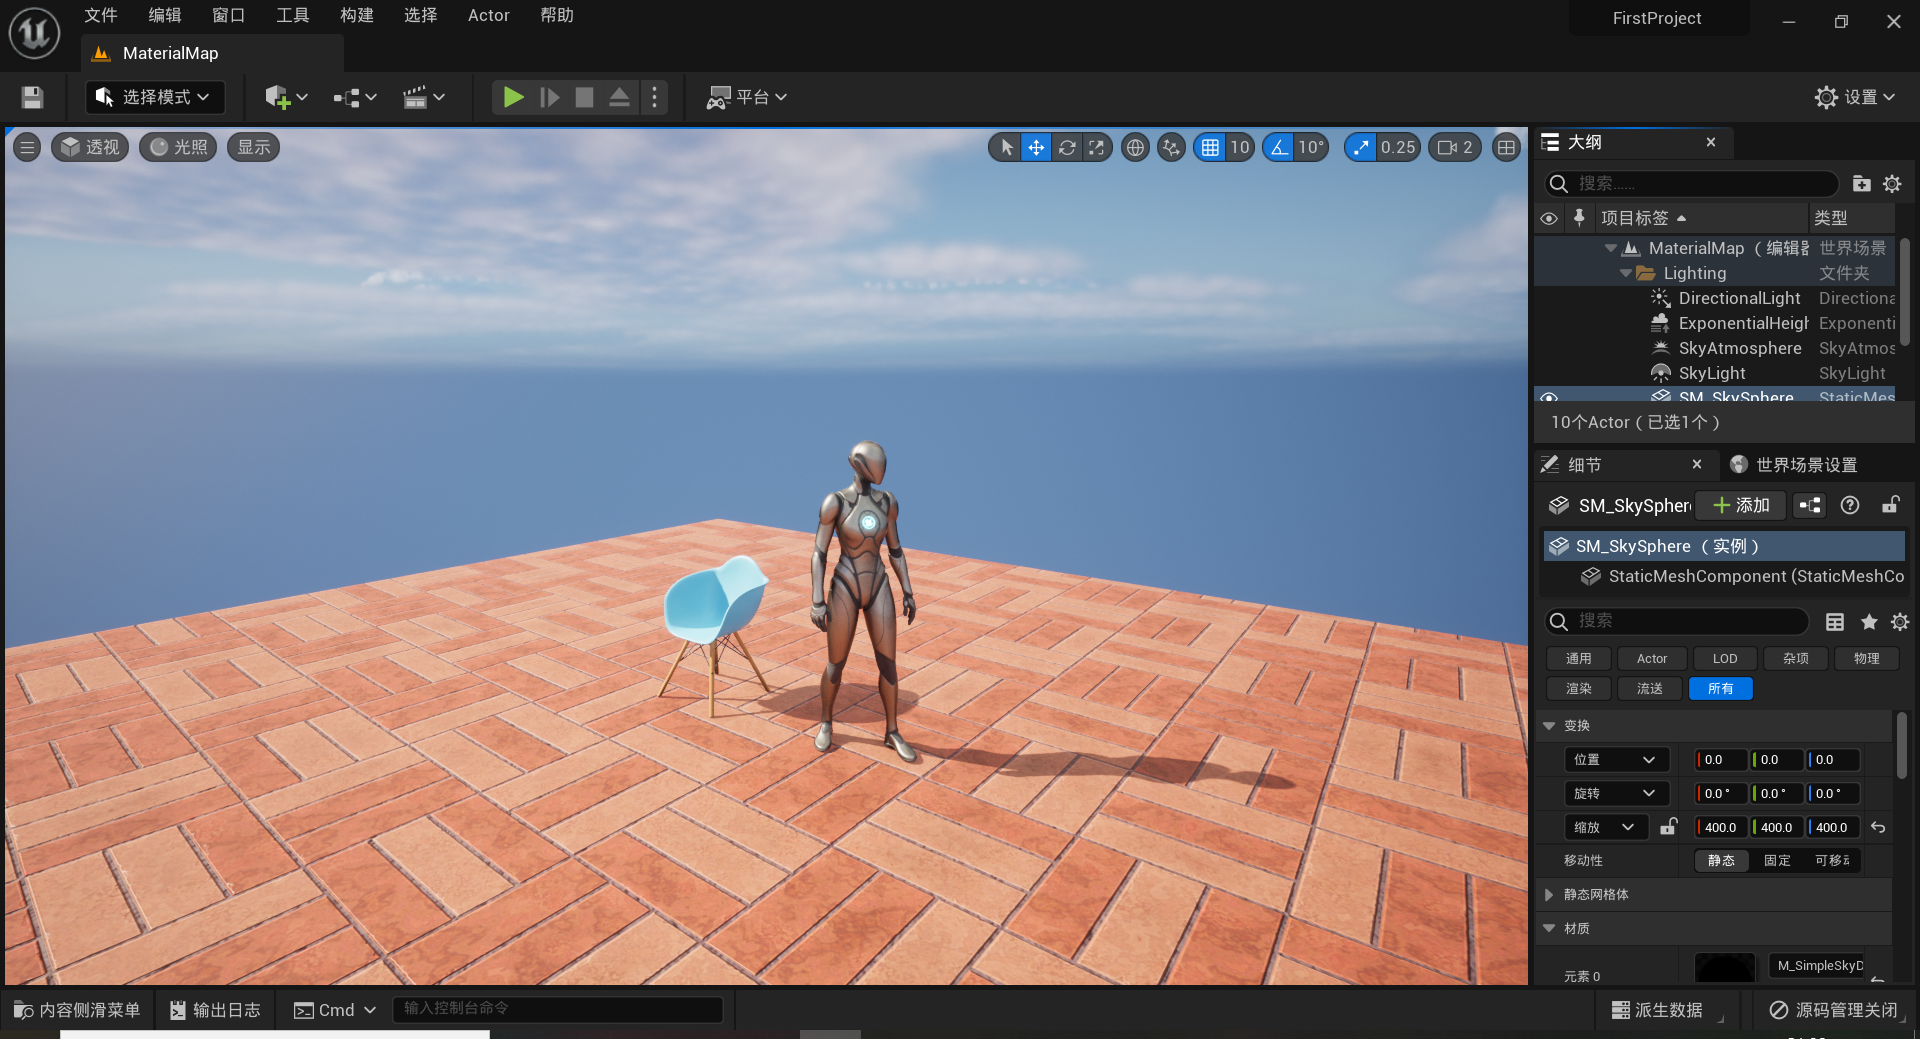 文件 编辑 窗口 工具 构建 选择 Actor 帮助
FirstProject
MaterialMap
选择模式
平台
设置
透视 光照 显示
10 10° 0.25 2
大纲
搜索......
项目标签 类型
MaterialMap （编辑器 世界场景
Lighting 文件夹
DirectionalLight Directiona
ExponentialHeigh Exponenti
SkyAtmosphere SkyAtmos
SkyLight SkyLight
SM_SkySphere StaticMes
10个Actor（已选1个）
细节 世界场景设置
SM_SkySpher 添加
SM_SkySphere （实例）
StaticMeshComponent (StaticMeshCo
搜索
通用 Actor LOD 杂项 物理
渲染 流送 所有
变换
位置 0.0 0.0 0.0
旋转 0.0° 0.0° 0.0°
缩放 400.0 400.0 400.0
移动性 静态 固定 可移动
静态网格体
材质
元素 0 M_SimpleSkyD
内容侧滑菜单 输出日志 Cmd 输入控制台命令 派生数据 源码管理关闭